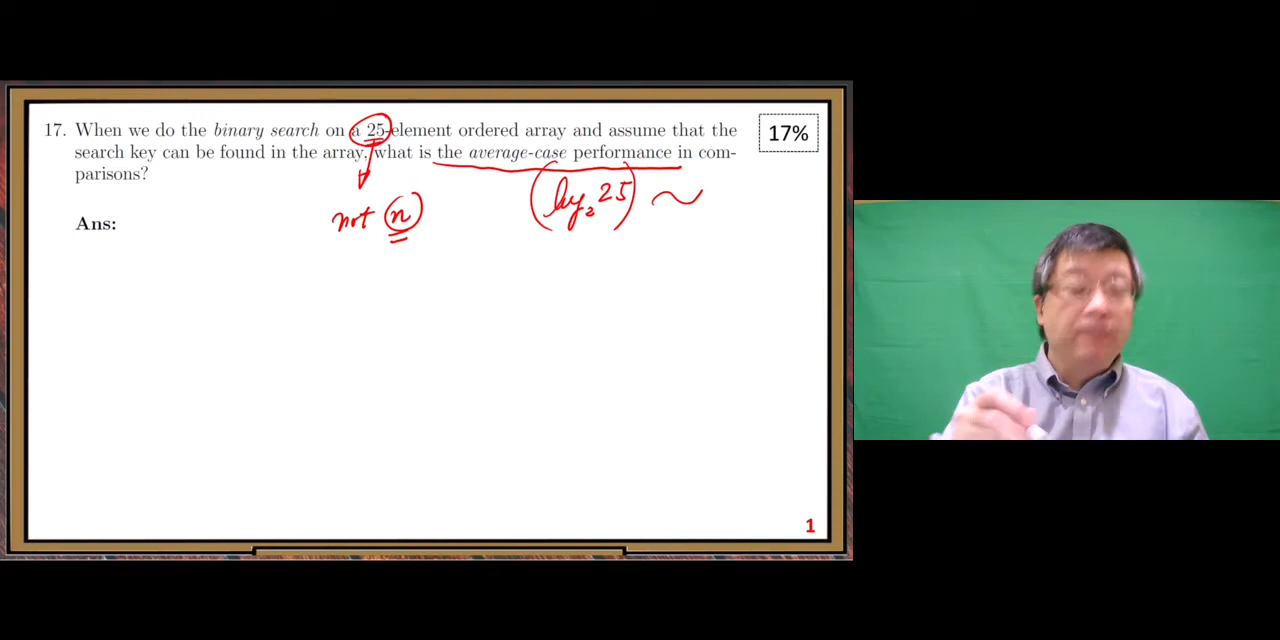 17. When we do the binary search on a 25-element ordered array and assume that the
search key can be found in the array, what is the average-case performance in com-
parisons?
17%
not n
(log₂ 25) ~
Ans:
1